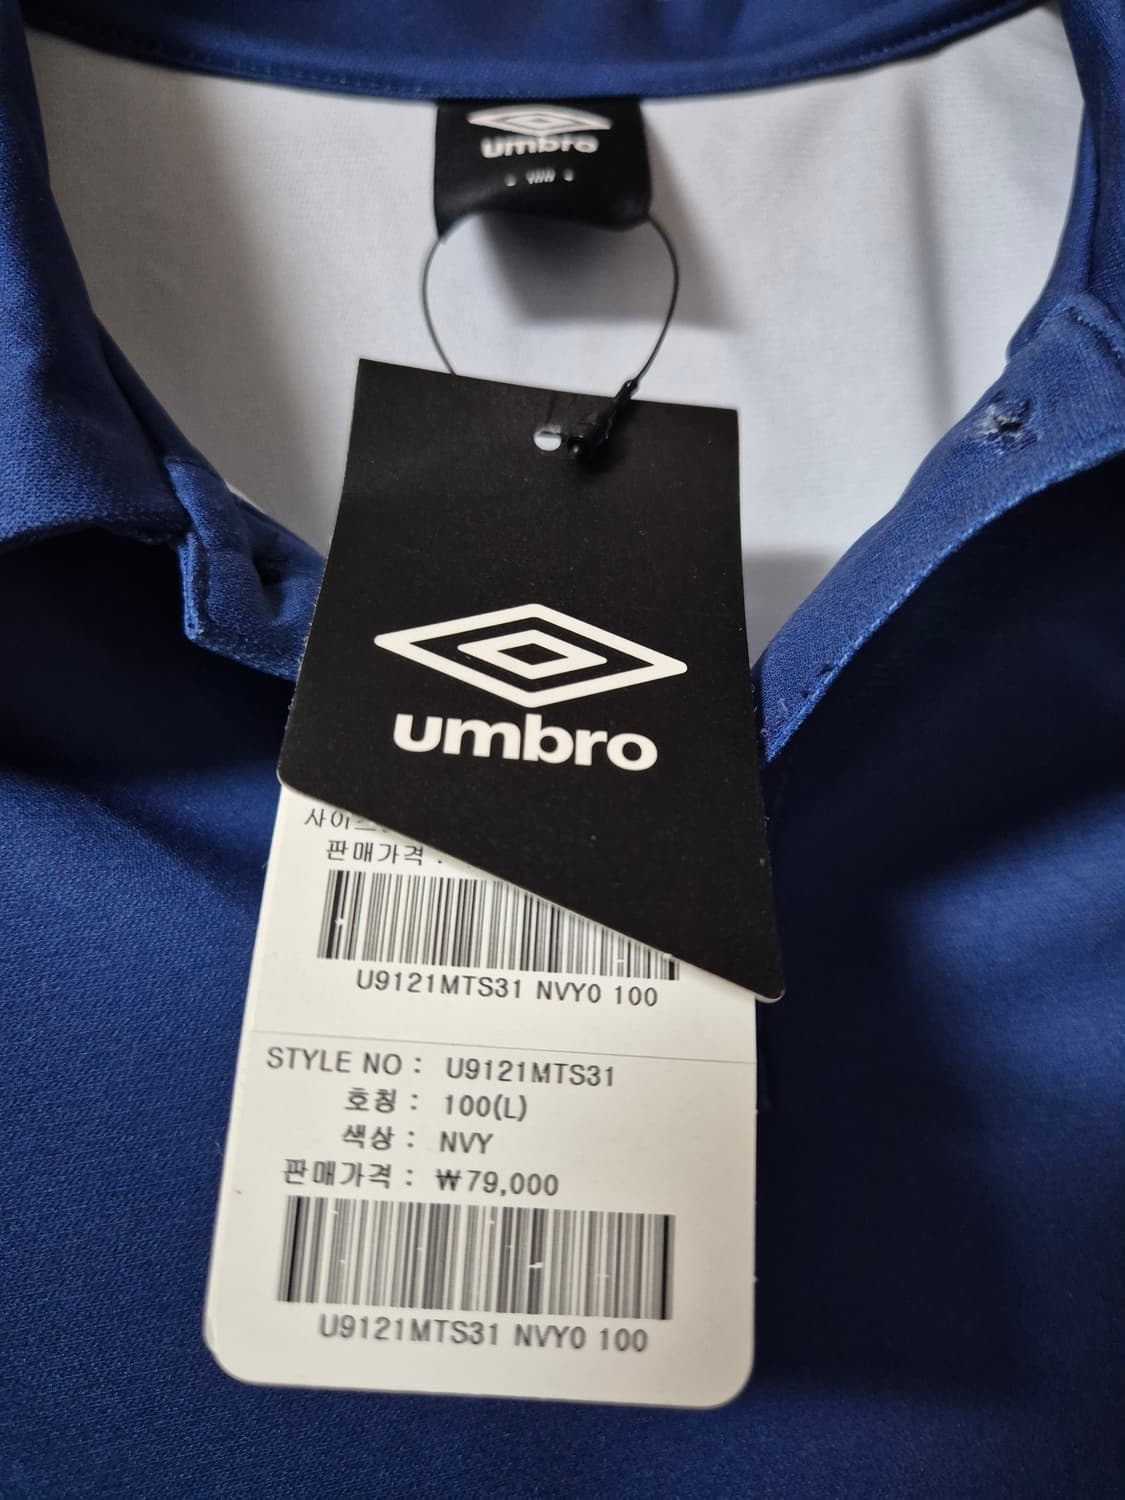 umbro
umbro
판매가격 :
U9121MTS31 NVY0 100
STYLE NO : U9121MTS31
호칭 : 100(L)
색상 : NVY
판매가격 : ₩79,000
U9121MTS31 NVY0 100